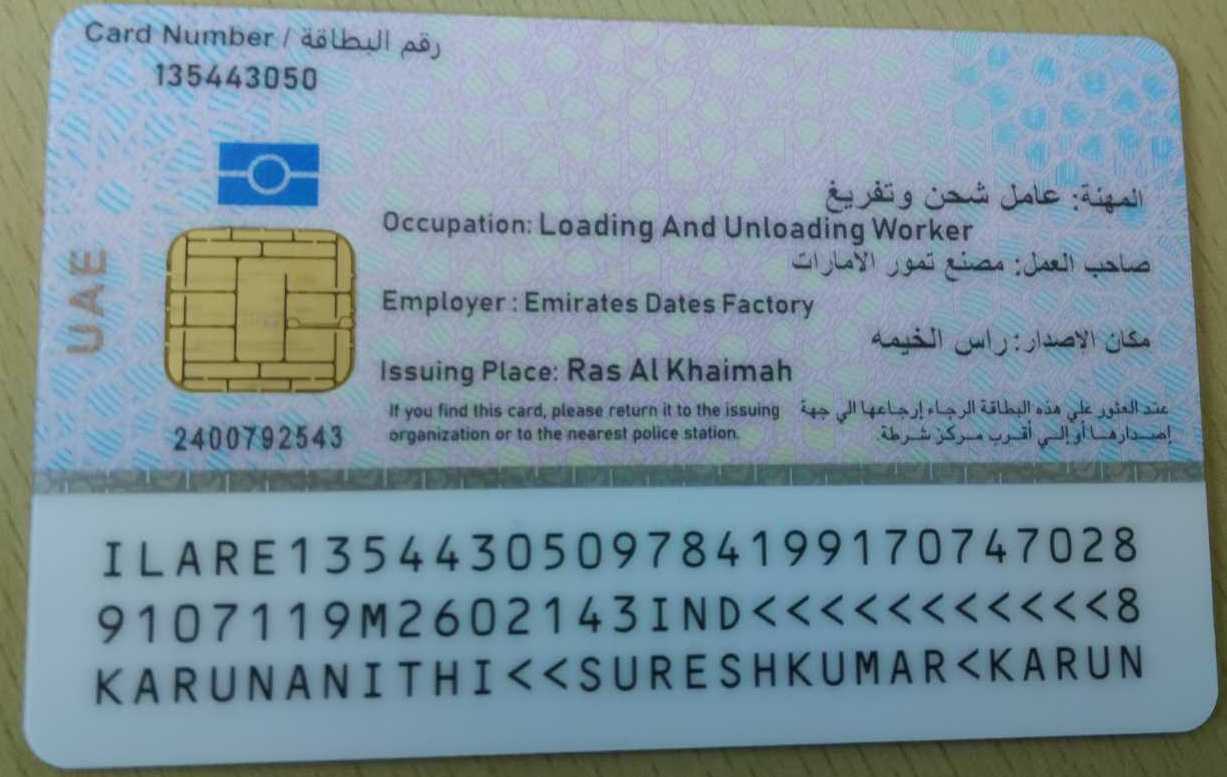 Card Number / رقم البطاقة
135443050
UAE
المهنة: عامل شحن وتفريغ
Occupation: Loading And Unloading Worker
صاحب العمل: مصنع تمور الامارات
Employer : Emirates Dates Factory
مكان الاصدار: راس الخيمه
Issuing Place: Ras Al Khaimah
If you find this card, please return it to the issuing
organization or to the nearest police station.
عند العثور علي هذه البطاقة الرجاء إرجاعها الي جهة
إصدارها أو إلي أقرب مركز شرطة.
2400792543
ILARE1354430509784199170747028
9107119M2602143IND<<<<<<<<<<<8
KARUNANITHI<<SURESHKUMAR<KARUN